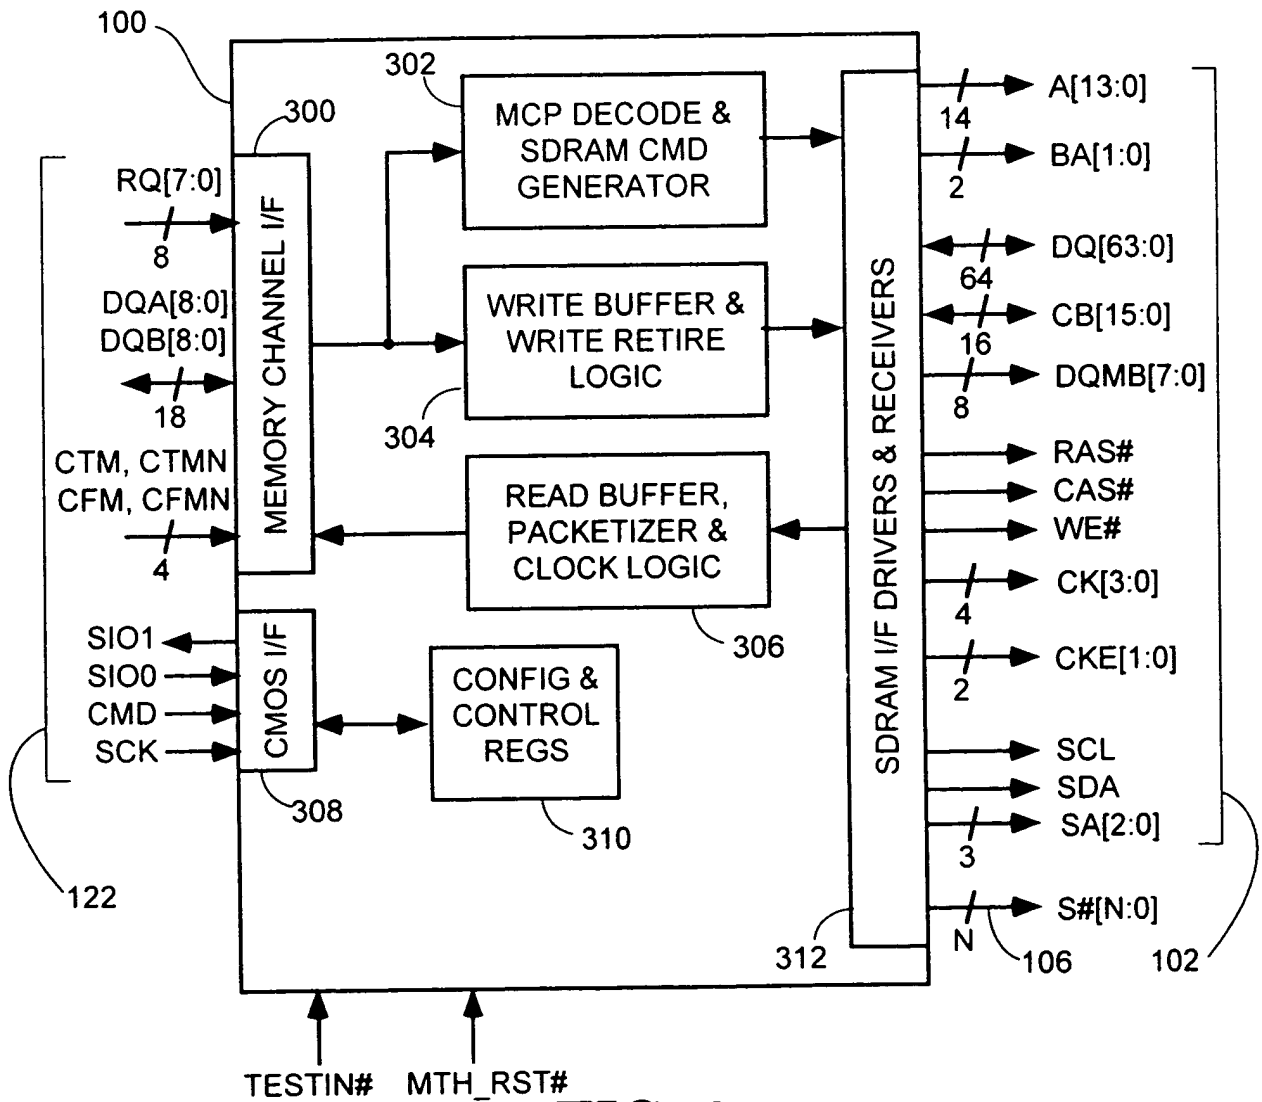 100
302
300
MCP DECODE &
SDRAM CMD
GENERATOR
A[13:0]
14
BA[1:0]
2
RQ[7:0]
8
MEMORY CHANNEL I/F
DQ[63:0]
64
DQA[8:0]
DQB[8:0]
18
WRITE BUFFER &
WRITE RETIRE
LOGIC
304
CB[15:0]
16
DQMB[7:0]
8
SDRAM I/F DRIVERS & RECEIVERS
CTM, CTMN
CFM, CFMN
4
READ BUFFER,
PACKETIZER &
CLOCK LOGIC
306
RAS#
CAS#
WE#
CK[3:0]
4
CKE[1:0]
2
SIO1
SIO0
CMD
SCK
CMOS I/F
308
CONFIG &
CONTROL
REGS
310
SCL
SDA
SA[2:0]
3
122
S#[N:0]
N
312
106
102
TESTIN#
MTH_RST#